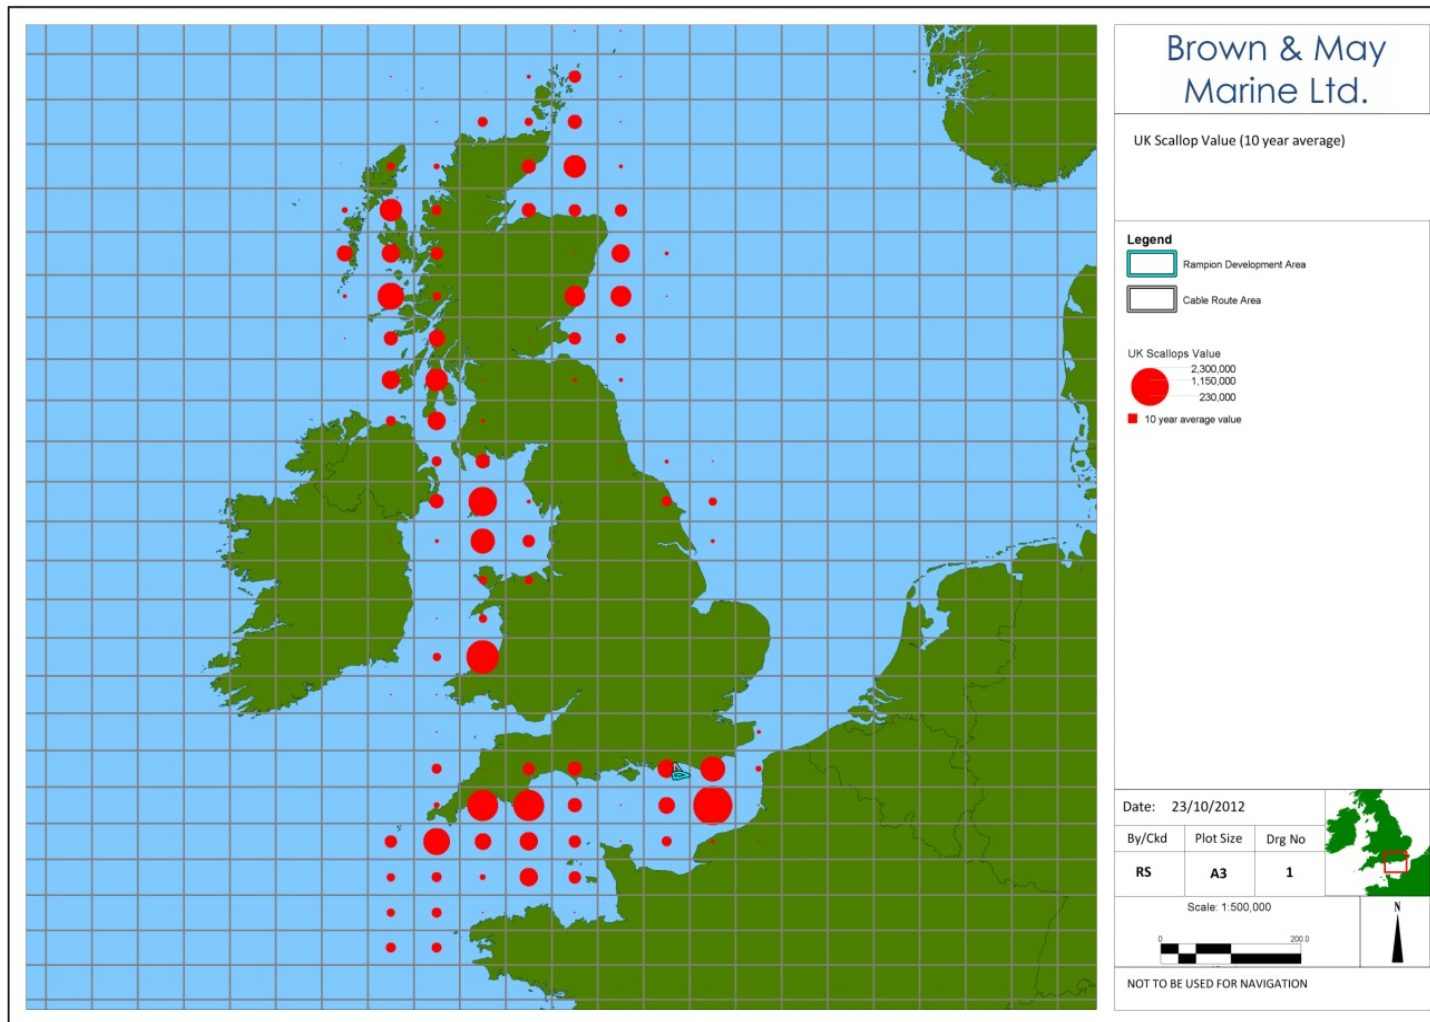 Brown & May
Marine Ltd.
UK Scallop Value (10 year average)
Legend
Rampion Development Area
Cable Route Area
UK Scallops Value
2,300,000
1,150,000
230,000
10 year average value
Date: 23/10/2012
By/Ckd Plot Size Drg No
RS A3 1
Scale: 1:500,000
N
0 200.0
NOT TO BE USED FOR NAVIGATION